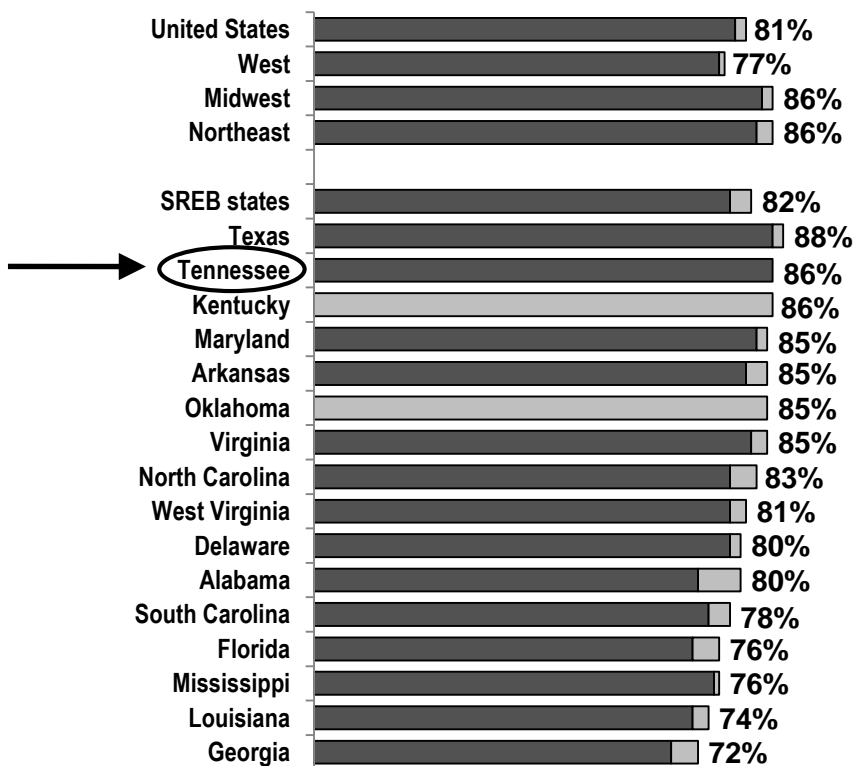 United States 81%
West 77%
Midwest 86%
Northeast 86%
SREB states 82%
Texas 88%
Tennessee 86%
Kentucky 86%
Maryland 85%
Arkansas 85%
Oklahoma 85%
Virginia 85%
North Carolina 83%
West Virginia 81%
Delaware 80%
Alabama 80%
South Carolina 78%
Florida 76%
Mississippi 76%
Louisiana 74%
Georgia 72%